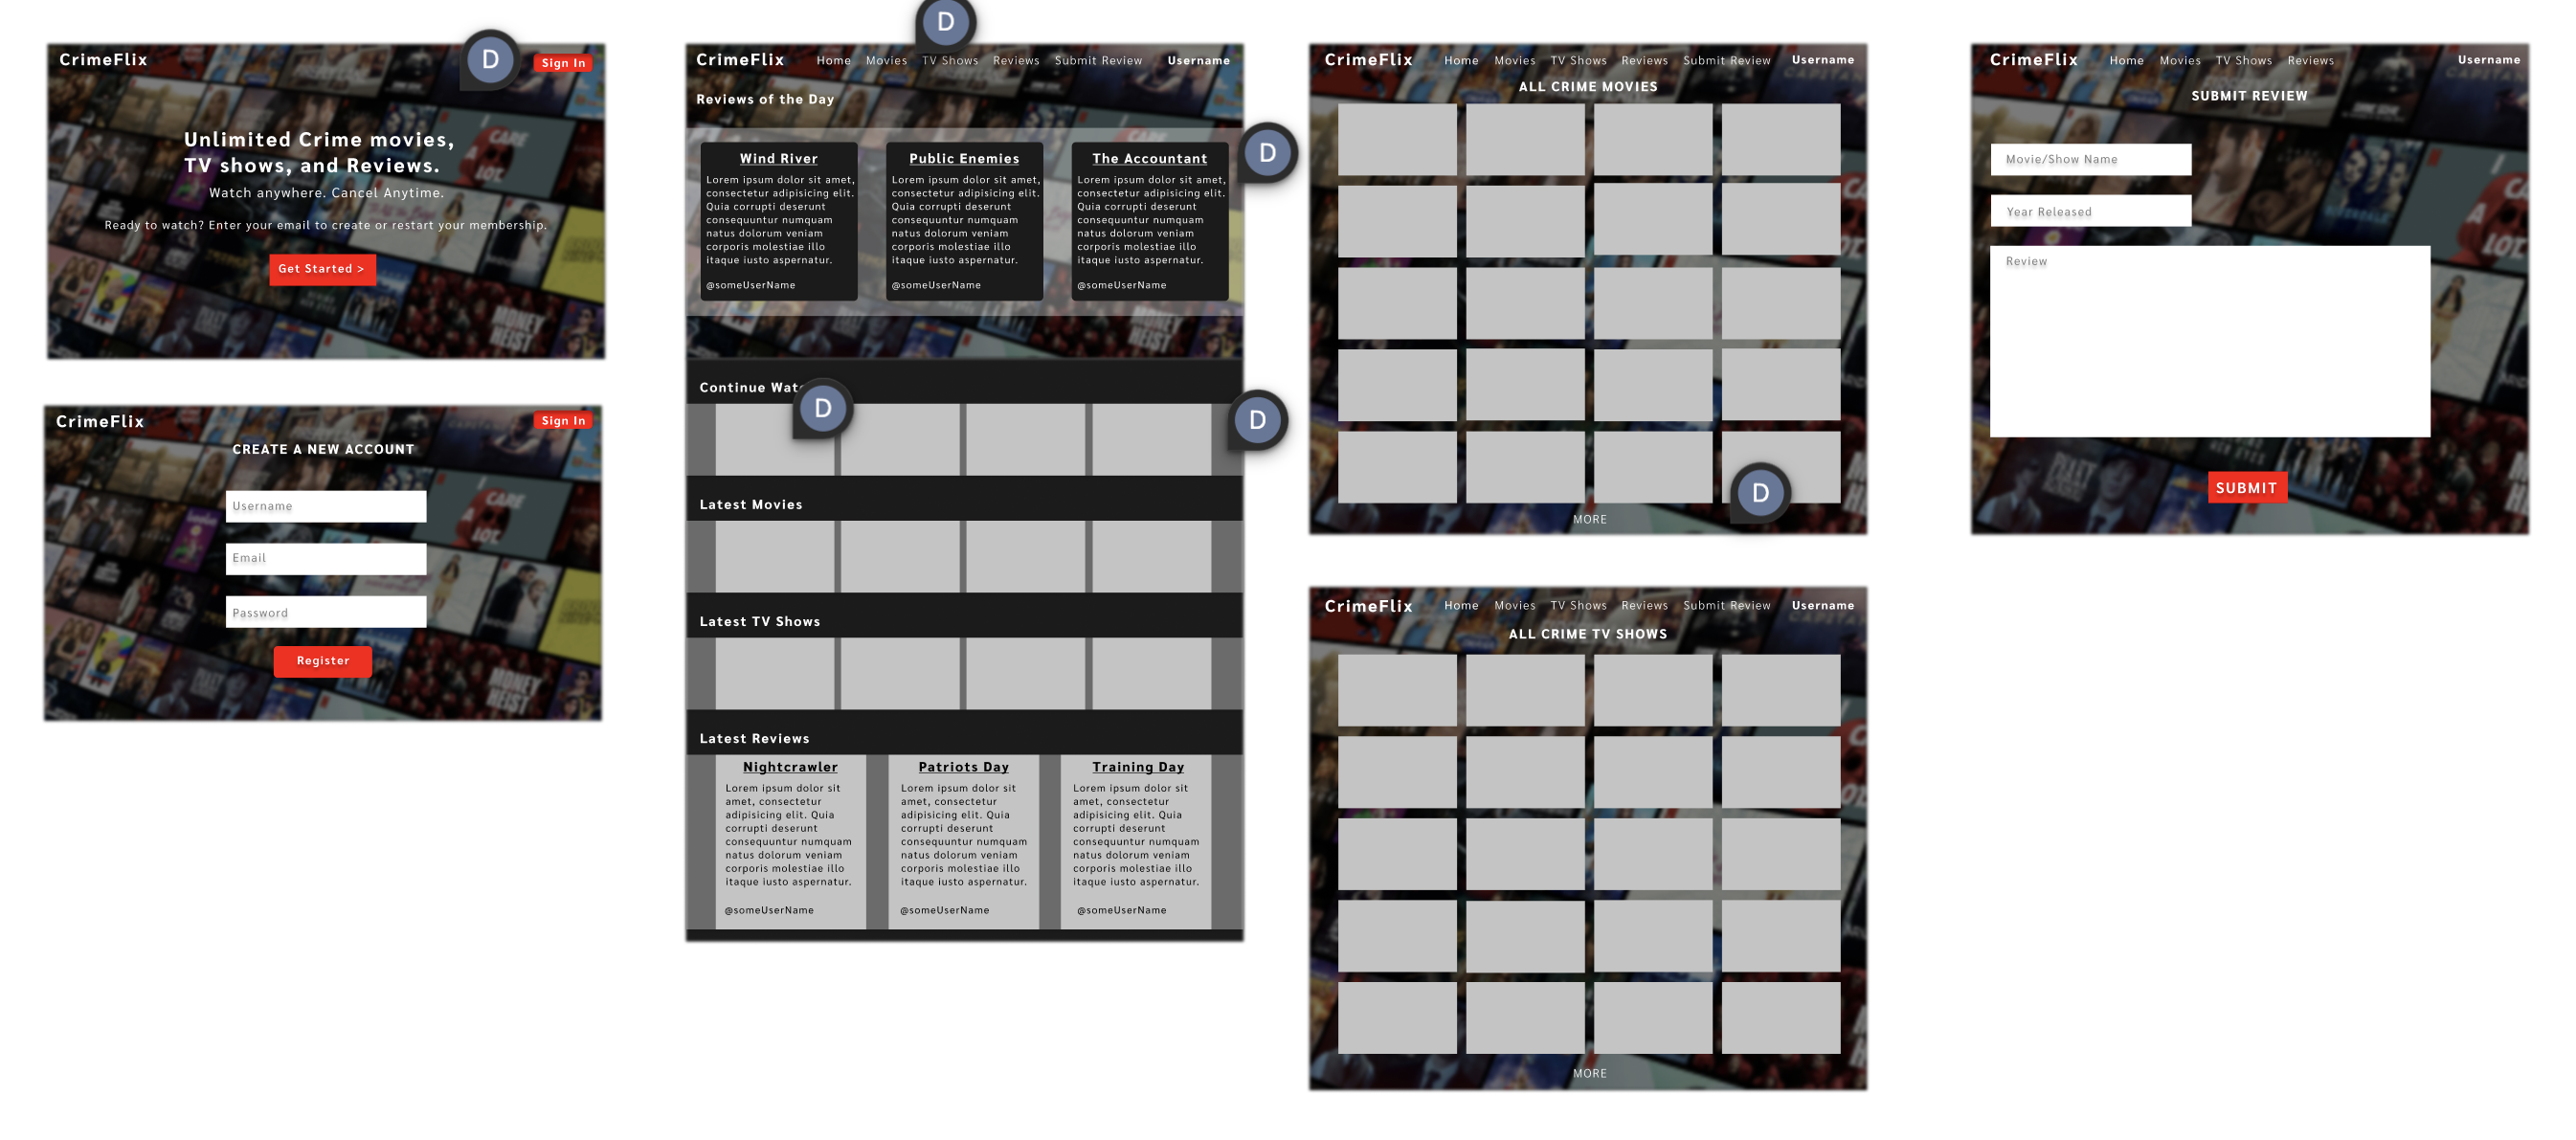 CrimeFlix
D
Sign In
Unlimited Crime movies,
TV shows, and Reviews.
Watch anywhere. Cancel Anytime.
Ready to watch? Enter your email to create or restart your membership.
Get Started >
CrimeFlix
Sign In
CREATE A NEW ACCOUNT
Username
Email
Password
Register
D
CrimeFlix Home Movies TV Shows Reviews Submit Review Username
Reviews of the Day
D
Wind River
Lorem ipsum dolor sit amet,
consectetur adipisicing elit.
Quia corrupti deserunt
consequuntur numquam
natus dolorum veniam
corporis molestiae illo
itaque iusto aspernatur.
@someUserName
Public Enemies
Lorem ipsum dolor sit amet,
consectetur adipisicing elit.
Quia corrupti deserunt
consequuntur numquam
natus dolorum veniam
corporis molestiae illo
itaque iusto aspernatur.
@someUserName
The Accountant
Lorem ipsum dolor sit amet,
consectetur adipisicing elit.
Quia corrupti deserunt
consequuntur numquam
natus dolorum veniam
corporis molestiae illo
itaque iusto aspernatur.
@someUserName
Continue
D
D
Latest Movies
Latest TV Shows
Latest Reviews
Nightcrawler
Lorem ipsum dolor sit
amet, consectetur
adipisicing elit. Quia
corrupti deserunt
consequuntur numquam
natus dolorum veniam
corporis molestiae illo
itaque iusto aspernatur.
@someUserName
Patriots Day
Lorem ipsum dolor sit
amet, consectetur
adipisicing elit. Quia
corrupti deserunt
consequuntur numquam
natus dolorum veniam
corporis molestiae illo
itaque iusto aspernatur.
@someUserName
Training Day
Lorem ipsum dolor sit
amet, consectetur
adipisicing elit. Quia
corrupti deserunt
consequuntur numquam
natus dolorum veniam
corporis molestiae illo
itaque iusto aspernatur.
@someUserName
CrimeFlix Home Movies TV Shows Reviews Submit Review Username
ALL CRIME MOVIES
D
MORE
CrimeFlix Home Movies TV Shows Reviews Submit Review Username
ALL CRIME TV SHOWS
MORE
CrimeFlix Home Movies TV Shows Reviews Username
SUBMIT REVIEW
Movie/Show Name
Year Released
Review
SUBMIT
I CARE
A LOT
MONEY
HEIST